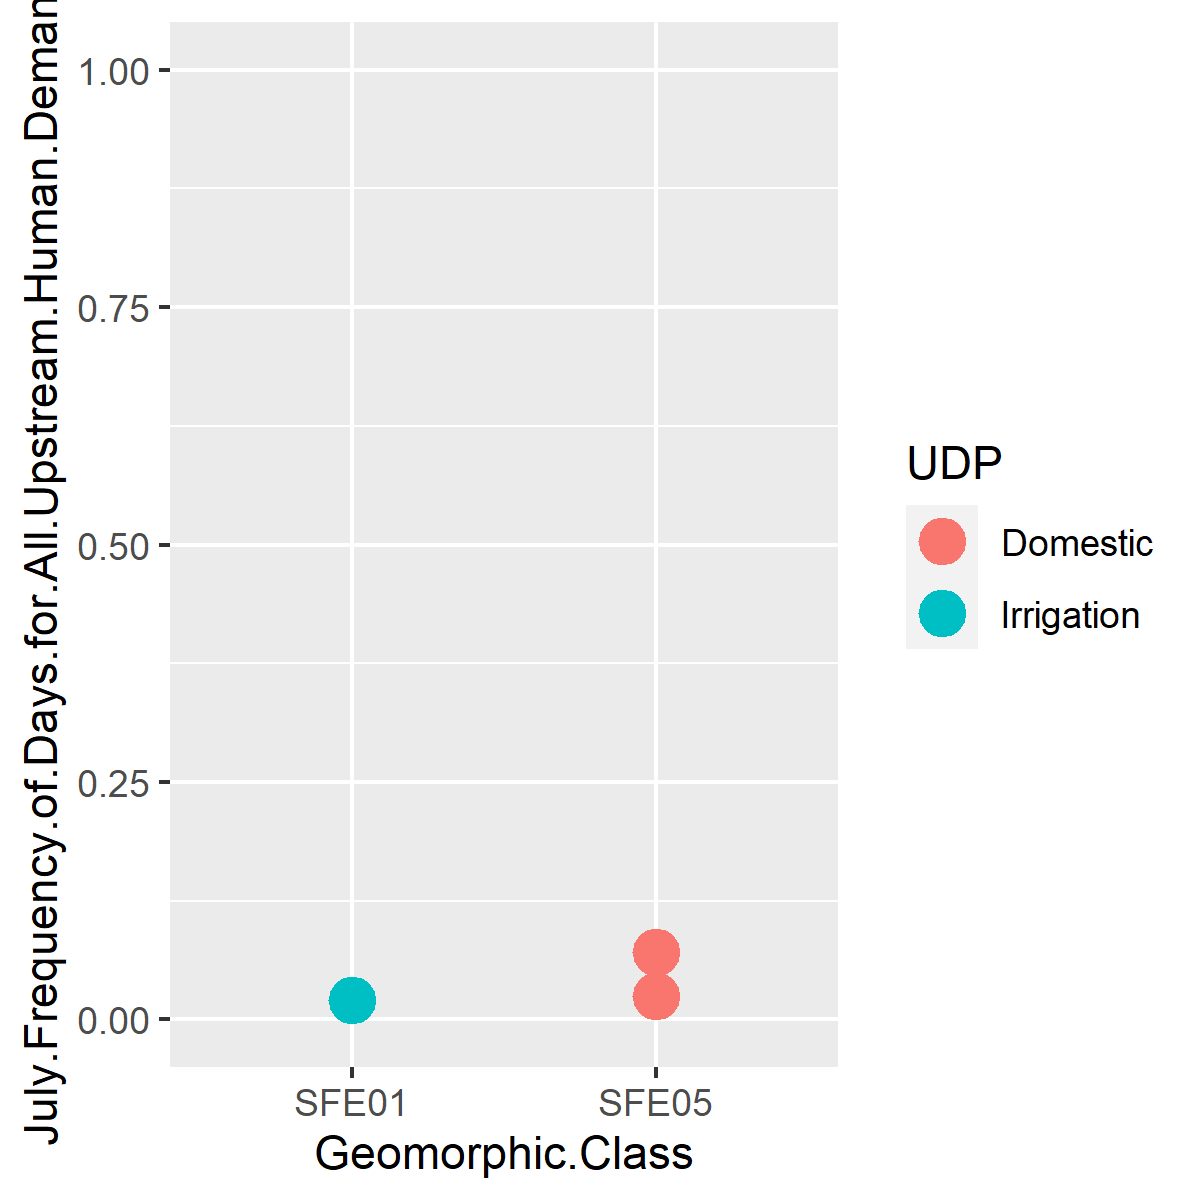 July.Frequency.of.Days.for.All.Upstream.Human.Deman
1.00
0.75
0.50
0.25
0.00
SFE01
SFE05
Geomorphic.Class
UDP
Domestic
Irrigation